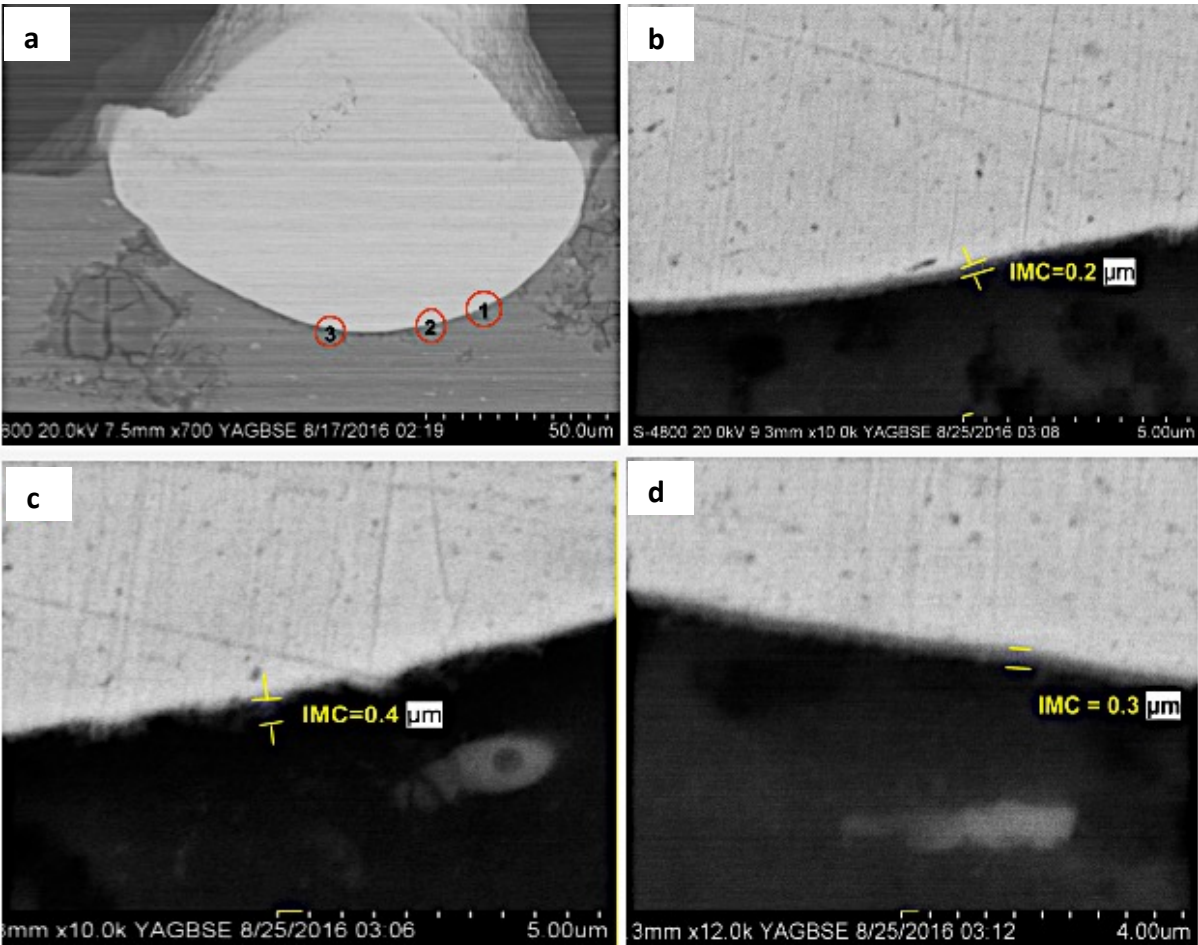 a
1
2
3
600 20.0kV 7.5mm x700 YAGBSE 8/17/2016 02:19 50.0um
b
IMC=0.2 μm
S-4800 20.0kV 9.3mm x10.0k YAGBSE 8/25/2016 03:08 5.00um
c
IMC=0.4 μm
mm x10.0k YAGBSE 8/25/2016 03:06 5.00um
d
IMC = 0.3 μm
.3mm x12.0k YAGBSE 8/25/2016 03:12 4.00um